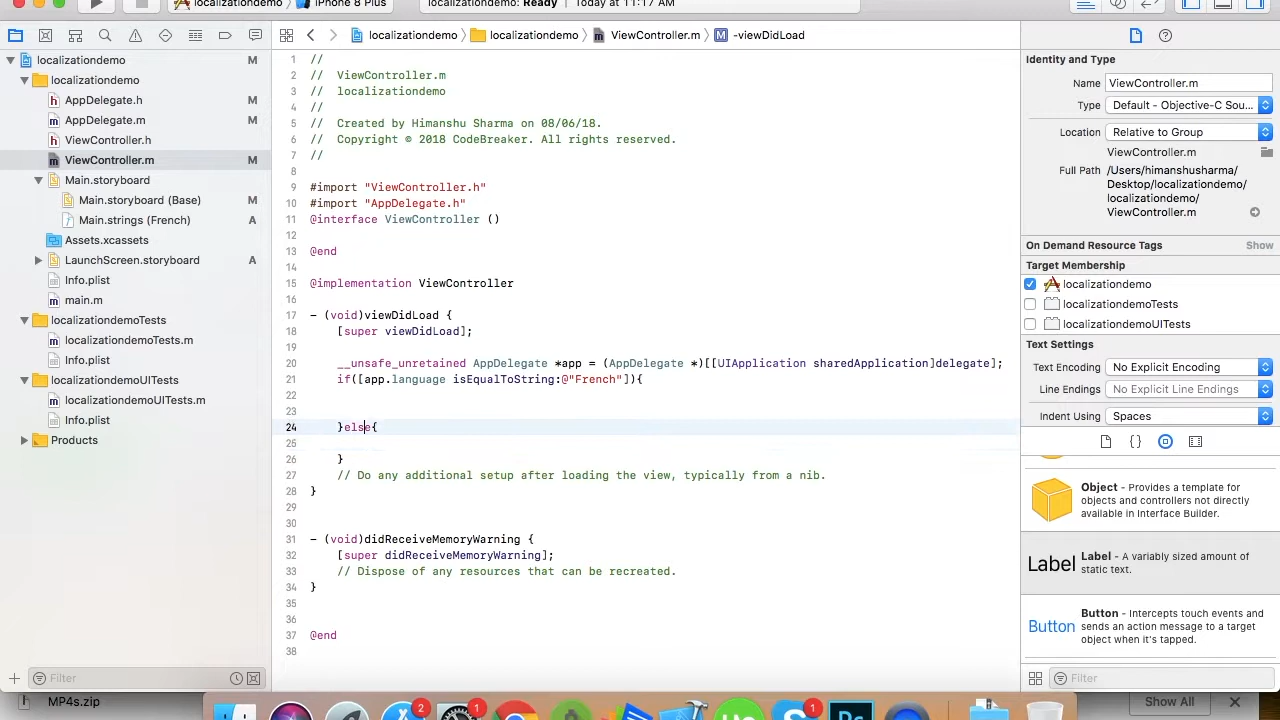 localizationdemo
iPhone 8 Plus
localizationdemo: Ready | Today at 11:17 AM
localizationdemo M
localizationdemo
AppDelegate.h M
AppDelegate.m M
ViewController.h
ViewController.m M
Main.storyboard
Main.storyboard (Base) M
Main.strings (French) A
Assets.xcassets
LaunchScreen.storyboard A
Info.plist
main.m
localizationdemoTests
localizationdemoTests.m
Info.plist
localizationdemoUITests
localizationdemoUITests.m
Info.plist
Products
Filter
localizationdemo localizationdemo ViewController.m M -viewDidLoad
1 //
2 // ViewController.m
3 // localizationdemo
4 //
5 // Created by Himanshu Sharma on 08/06/18.
6 // Copyright © 2018 CodeBreaker. All rights reserved.
7 //
8
9 #import "ViewController.h"
10 #import "AppDelegate.h"
11 @interface ViewController ()
12
13 @end
14
15 @implementation ViewController
16
17 - (void)viewDidLoad {
18 [super viewDidLoad];
20 __unsafe_unretained AppDelegate *app = (AppDelegate *)[[UIApplication sharedApplication]delegate];
21 if([app.language isEqualToString:@"French"]){
22
23
24 }else{
25
26 }
27 // Do any additional setup after loading the view, typically from a nib.
28 }
29
30
31 - (void)didReceiveMemoryWarning {
32 [super didReceiveMemoryWarning];
33 // Dispose of any resources that can be recreated.
34 }
35
36
37 @end
38
Identity and Type
Name ViewController.m
Type Default - Objective-C Sou...
Location Relative to Group
ViewController.m
Full Path /Users/himanshusharma/
Desktop/localizationdemo/
localizationdemo/
ViewController.m
On Demand Resource Tags Show
Target Membership
localizationdemo
localizationdemoTests
localizationdemoUITests
Text Settings
Text Encoding No Explicit Encoding
Line Endings No Explicit Line Endings
Indent Using Spaces
{}
Object - Provides a template for
objects and controllers not directly
available in Interface Builder.
Label Label - A variably sized amount of
static text.
Button Button - Intercepts touch events and
sends an action message to a target
object when it's tapped.
Filter
MP4s.zip
Show All
2
1
1